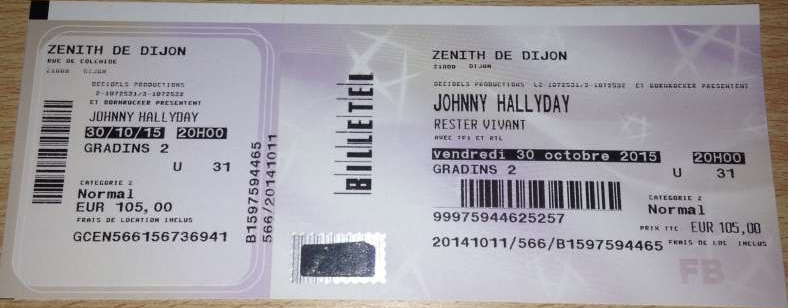 ZENITH DE DIJON
RUE DE COLCHIDE
21000 DIJON
DECIBELS PRODUCTIONS
2-1072531/3-1072532
ET BORNROCKER PRESENTENT
JOHNNY HALLYDAY
30/10/15 20H00
GRADINS 2
U 31
CATEGORIE 2
Normal
EUR 105,00
FRAIS DE LOCATION INCLUS
GCEN566156736941
B1597594465
566/20141011
BILLETEL
ZENITH DE DIJON
21000 DIJON
DECIBELS PRODUCTIONS L2-1072531/3-1072532 ET BORNROCKER PRESENTENT
JOHNNY HALLYDAY
RESTER VIVANT
AVEC TF1 ET RTL
vendredi 30 octobre 2015 20H00
GRADINS 2 U 31
CATEGORIE 2
Normal
99975944625257
PRIX TTC EUR 105,00
20141011/566/B1597594465 FRAIS DE LOC INCLUS
FB